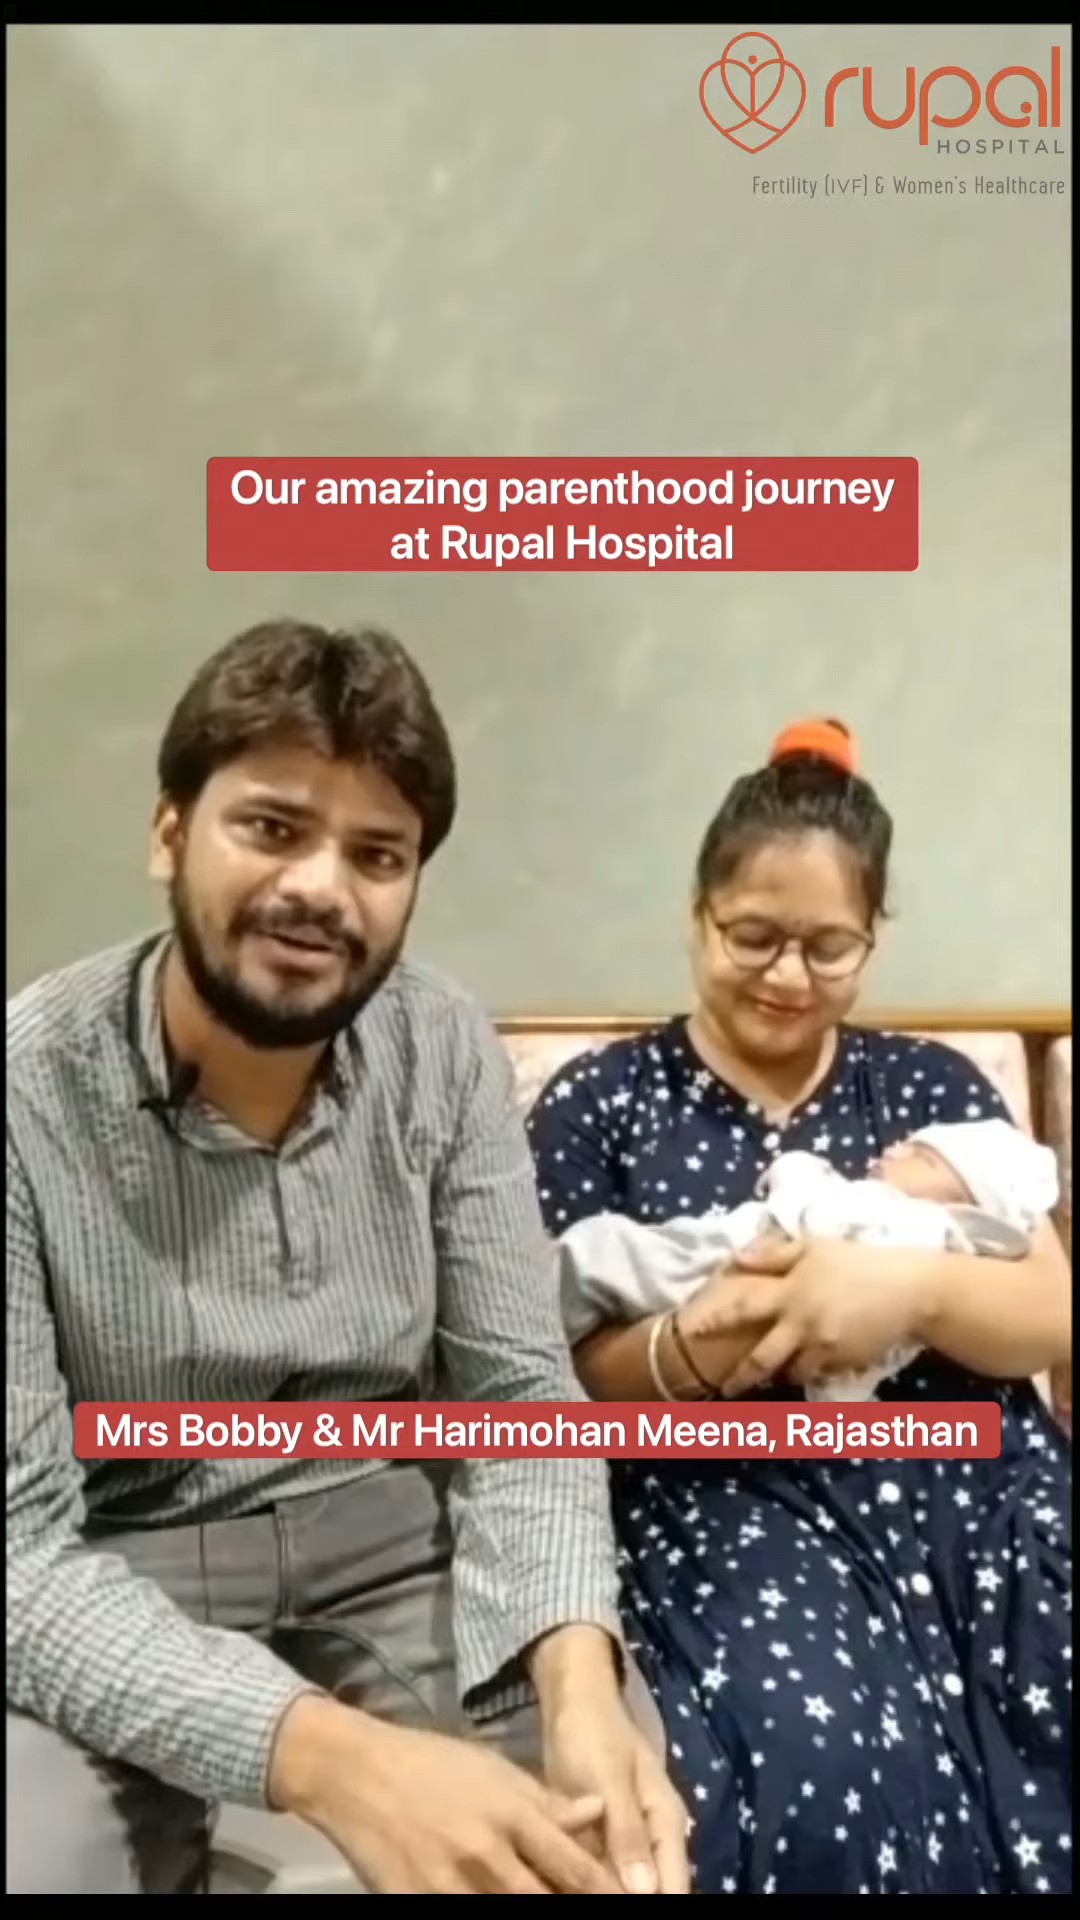 rupal
HOSPITAL
Fertility (IVF) & Women's Healthcare
Our amazing parenthood journey
at Rupal Hospital
Mrs Bobby & Mr Harimohan Meena, Rajasthan